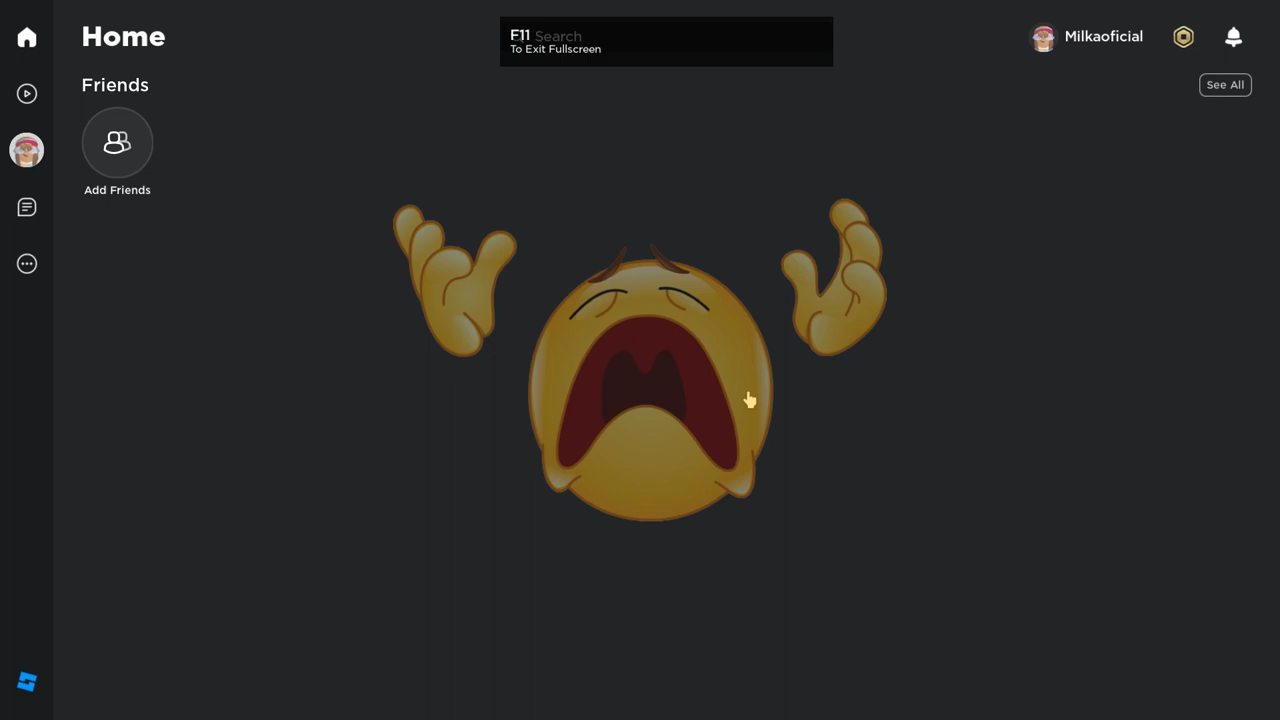 Home
F11 Search
To Exit Fullscreen
Milkaoficial
Friends
See All
Add Friends